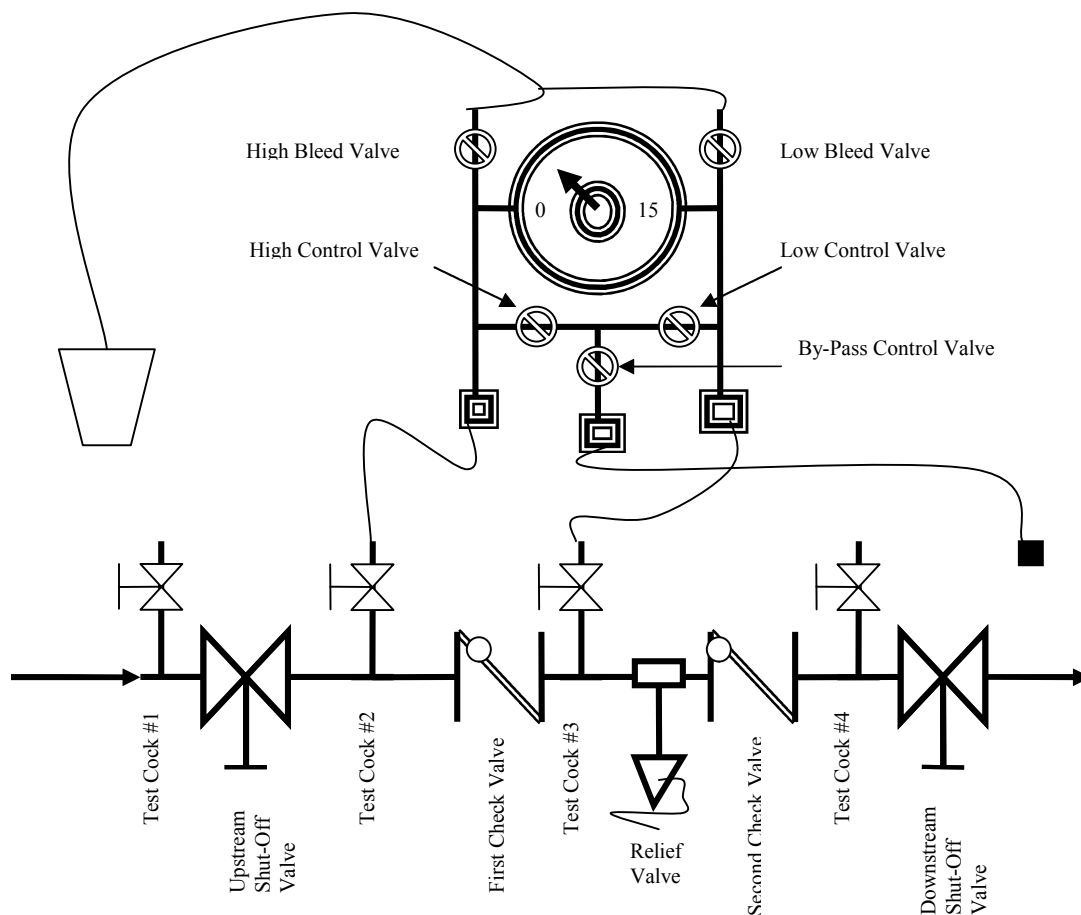 High Bleed Valve
Low Bleed Valve
0
15
High Control Valve
Low Control Valve
By-Pass Control Valve
Test Cock #1
Upstream
Shut-Off
Valve
Test Cock #2
First Check Valve
Test Cock #3
Relief
Valve
Second Check Valve
Test Cock #4
Downstream
Shut-Off
Valve